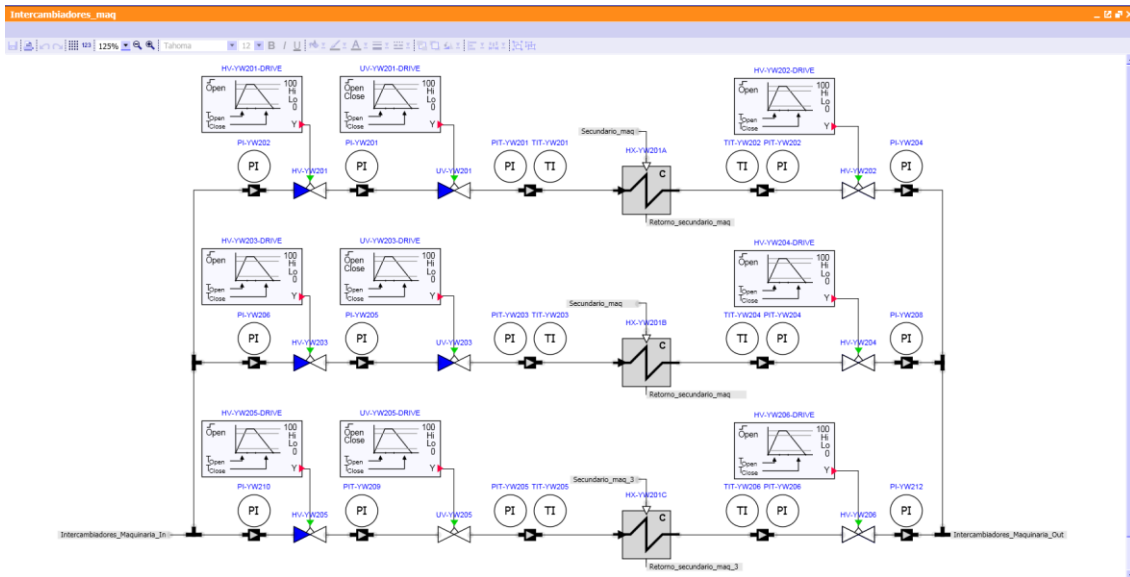 Intercambiadores_maq
125% Tahoma 12 B I U A
HV-YW201-DRIVE UV-YW201-DRIVE HV-YW202-DRIVE
Open 100 Hi Lo 0 TOpen TClose Y
Open Close 100 Hi Lo 0 TOpen TClose Y
Open 100 Hi Lo 0 TOpen TClose Y
Secundario_maq
PI-YW202 PI-YW201 PIT-YW201 TIT-YW201 HX-YW201A TIT-YW202 PIT-YW202 PI-YW204
PI HV-YW201 PI UV-YW201 PI TI C TI PI HV-YW202 PI
Retorno_secundario_maq
HV-YW203-DRIVE UV-YW203-DRIVE HV-YW204-DRIVE
Open 100 Hi Lo 0 TOpen TClose Y
Open Close 100 Hi Lo 0 TOpen TClose Y
Open 100 Hi Lo 0 TOpen TClose Y
Secundario_maq
PI-YW206 PI-YW205 PIT-YW203 TIT-YW203 HX-YW201B TIT-YW204 PIT-YW204 PI-YW208
PI HV-YW203 PI UV-YW203 PI TI C TI PI HV-YW204 PI
Retorno_secundario_maq
HV-YW205-DRIVE UV-YW205-DRIVE HV-YW206-DRIVE
Open 100 Hi Lo 0 TOpen TClose Y
Open Close 100 Hi Lo 0 TOpen TClose Y
Open 100 Hi Lo 0 TOpen TClose Y
Secundario_maq_3
PI-YW210 PIT-YW209 PIT-YW205 TIT-YW205 HX-YW201C TIT-YW206 PIT-YW206 PI-YW212
PI HV-YW205 PI UV-YW205 PI TI C TI PI HV-YW206 PI
Intercambiadores_Maquinaria_In Intercambiadores_Maquinaria_Out
Retorno_secundario_maq_3